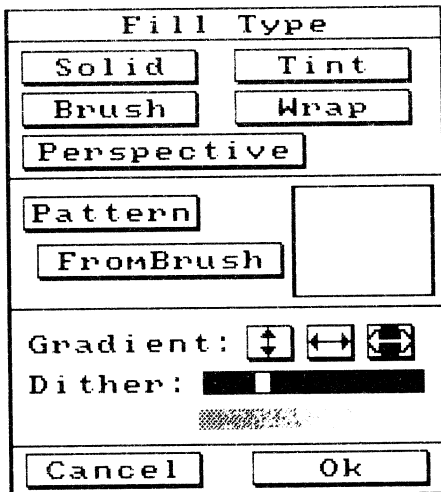 Fill Type
Solid Tint
Brush Wrap
Perspective
Pattern
FromBrush
Gradient:
Dither:
Cancel Ok